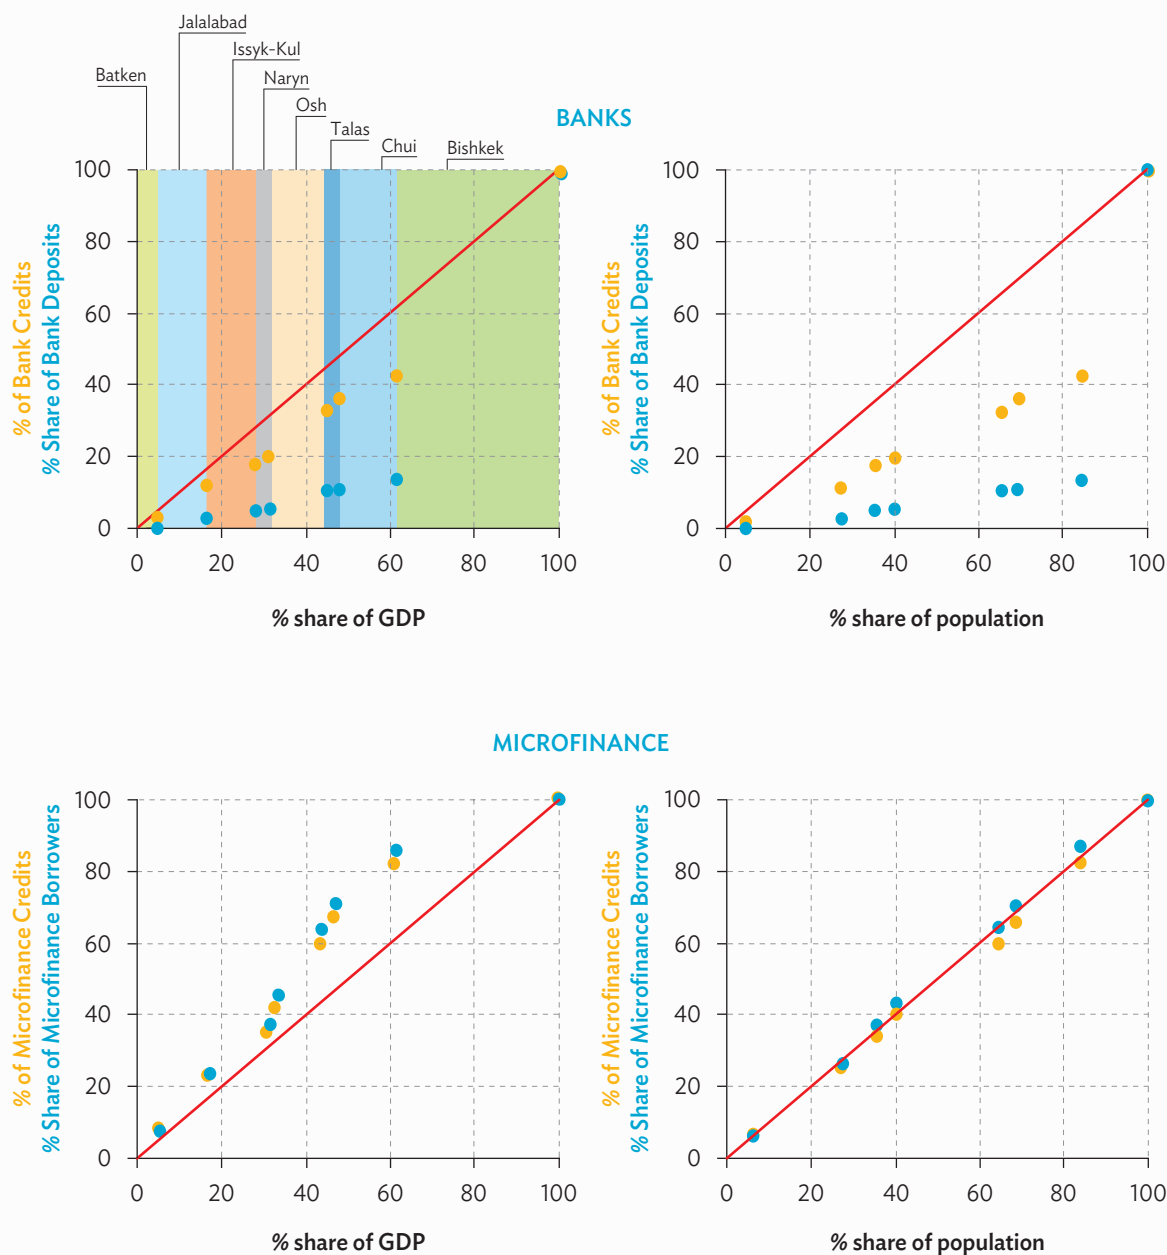 Jalalabad
Issyk-Kul
Batken
Naryn
Osh
Talas
Chui
Bishkek
BANKS
% of Bank Credits
% Share of Bank Deposits
100
80
60
40
20
0
0 20 40 60 80 100
% share of GDP
% of Bank Credits
% Share of Bank Deposits
100
80
60
40
20
0
0 20 40 60 80 100
% share of population
MICROFINANCE
% of Microfinance Credits
% Share of Microfinance Borrowers
100
80
60
40
20
0
0 20 40 60 80 100
% share of GDP
% of Microfinance Credits
% Share of Microfinance Borrowers
100
80
60
40
20
0
0 20 40 60 80 100
% share of population